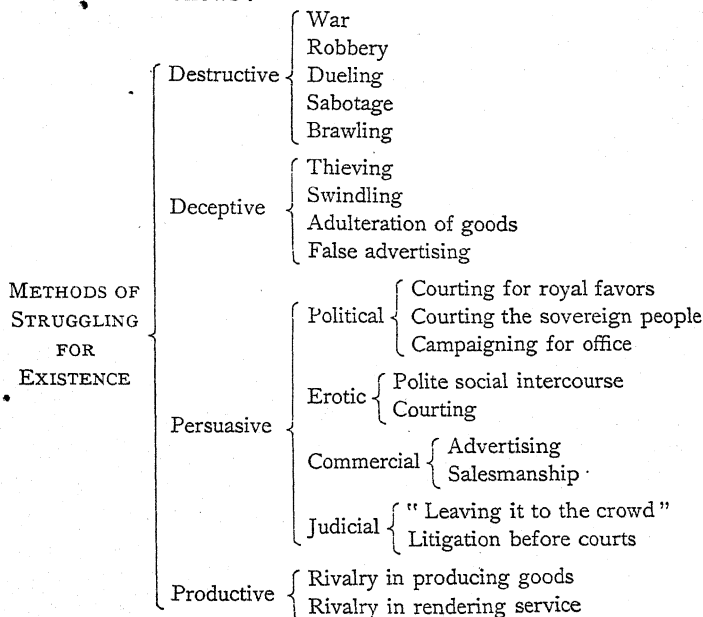 War
Robbery
Destructive
Dueling
Sabotage
Brawling
Thieving
Swindling
Deceptive
Adulteration of goods
False advertising
METHODS OF
STRUGGLING
FOR
EXISTENCE
Political
Courting for royal favors
Courting the sovereign people
Campaigning for office
Persuasive
Erotic
Polite social intercourse
Courting
Commercial
Advertising
Salesmanship
Judicial
"Leaving it to the crowd"
Litigation before courts
Productive
Rivalry in producing goods
Rivalry in rendering service